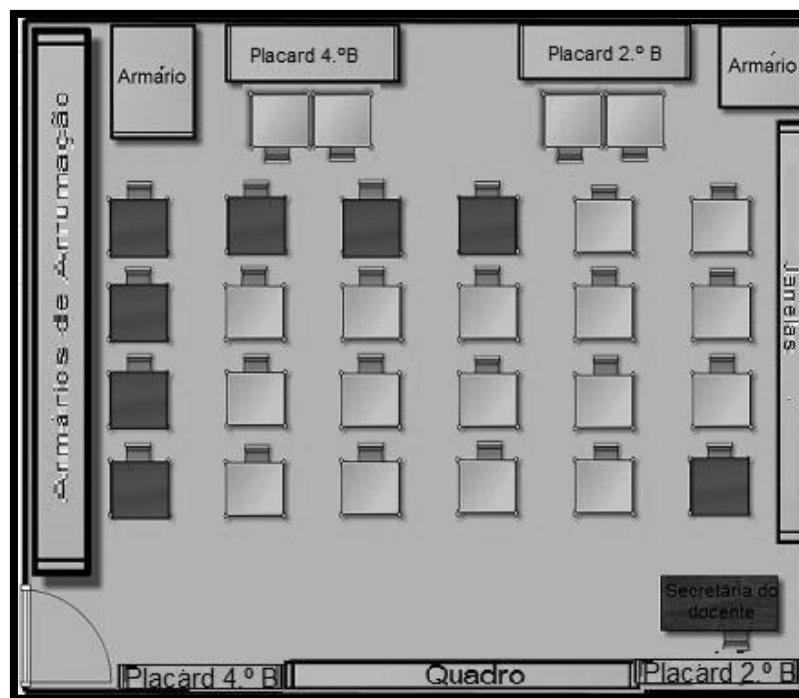 Armário
Placard 4.ºB
Placard 2.º B
Armário
Armários de Arrumação
Janelas
Secretária do
docente
Placard 4.º B
Quadro
Placard 2.º B